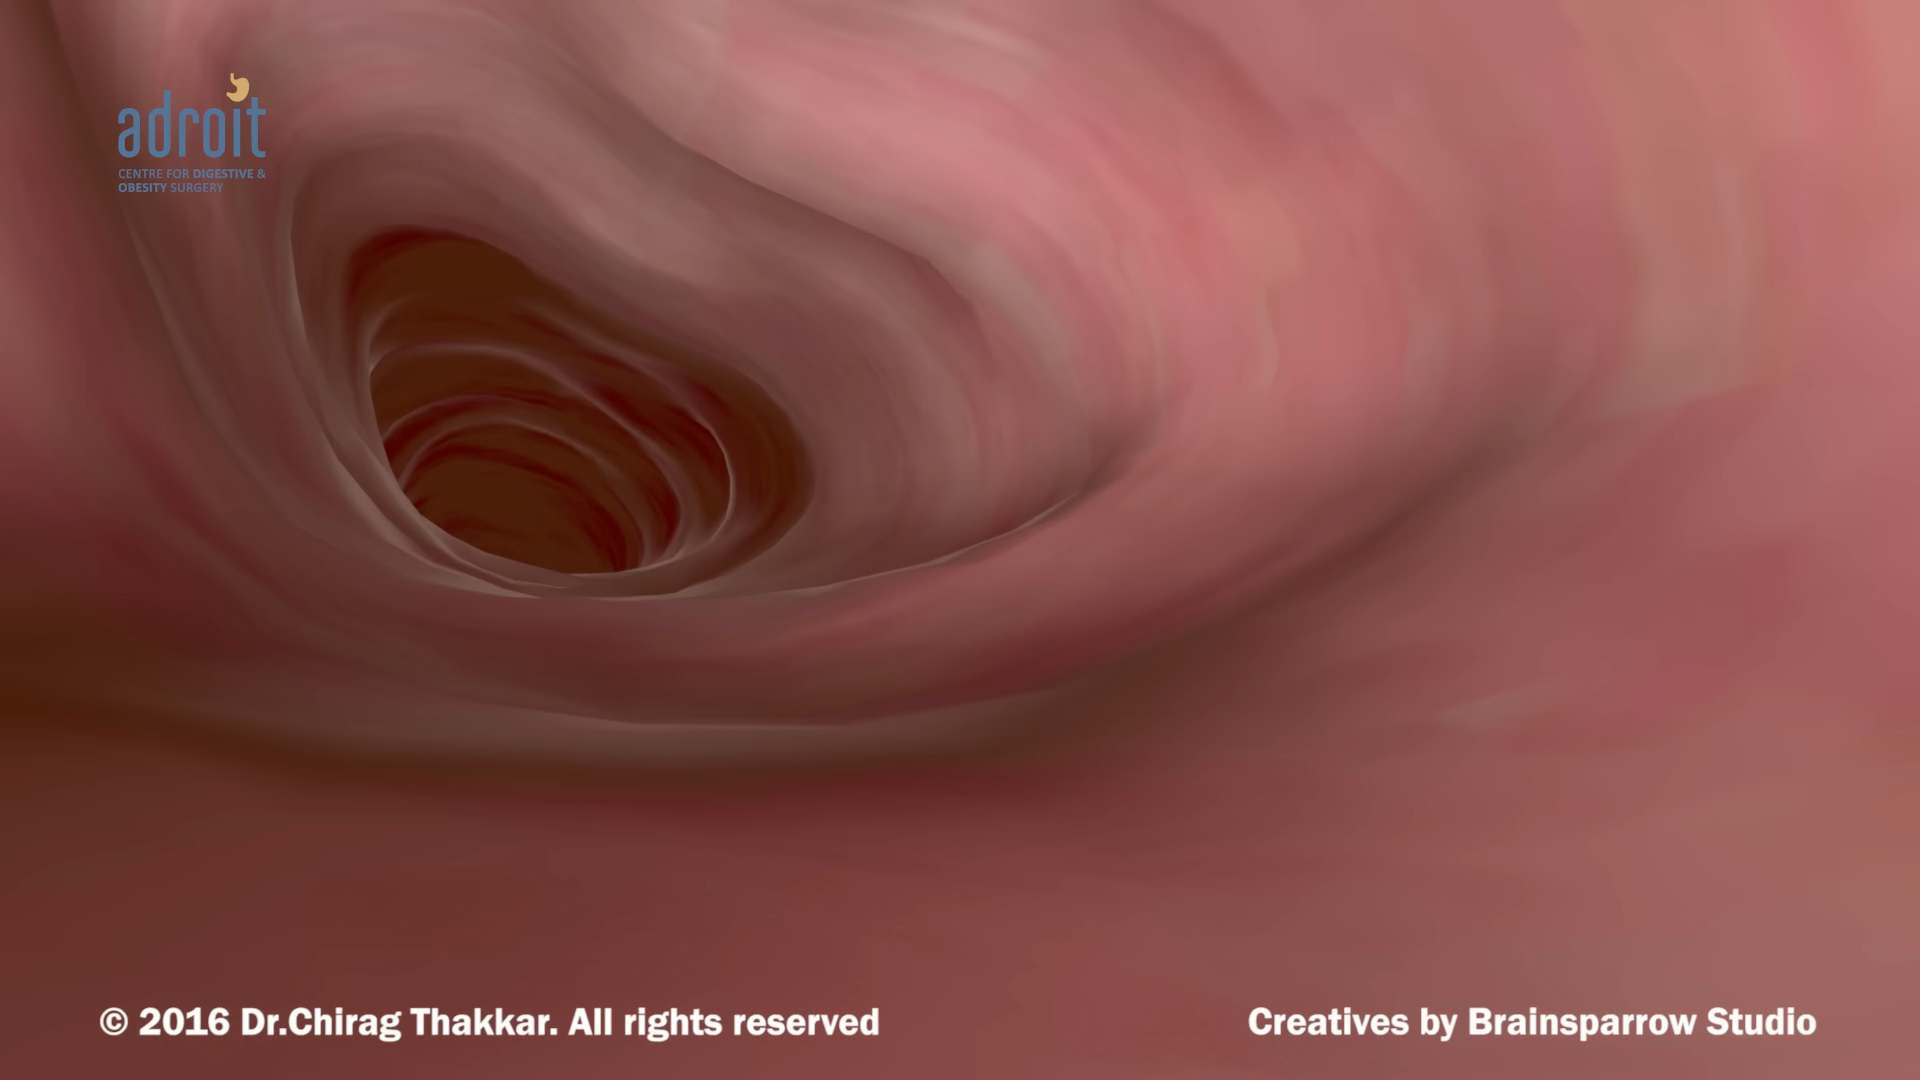 adroit
CENTRE FOR DIGESTIVE &
OBESITY SURGERY
© 2016 Dr.Chirag Thakkar. All rights reserved
Creatives by Brainsparrow Studio